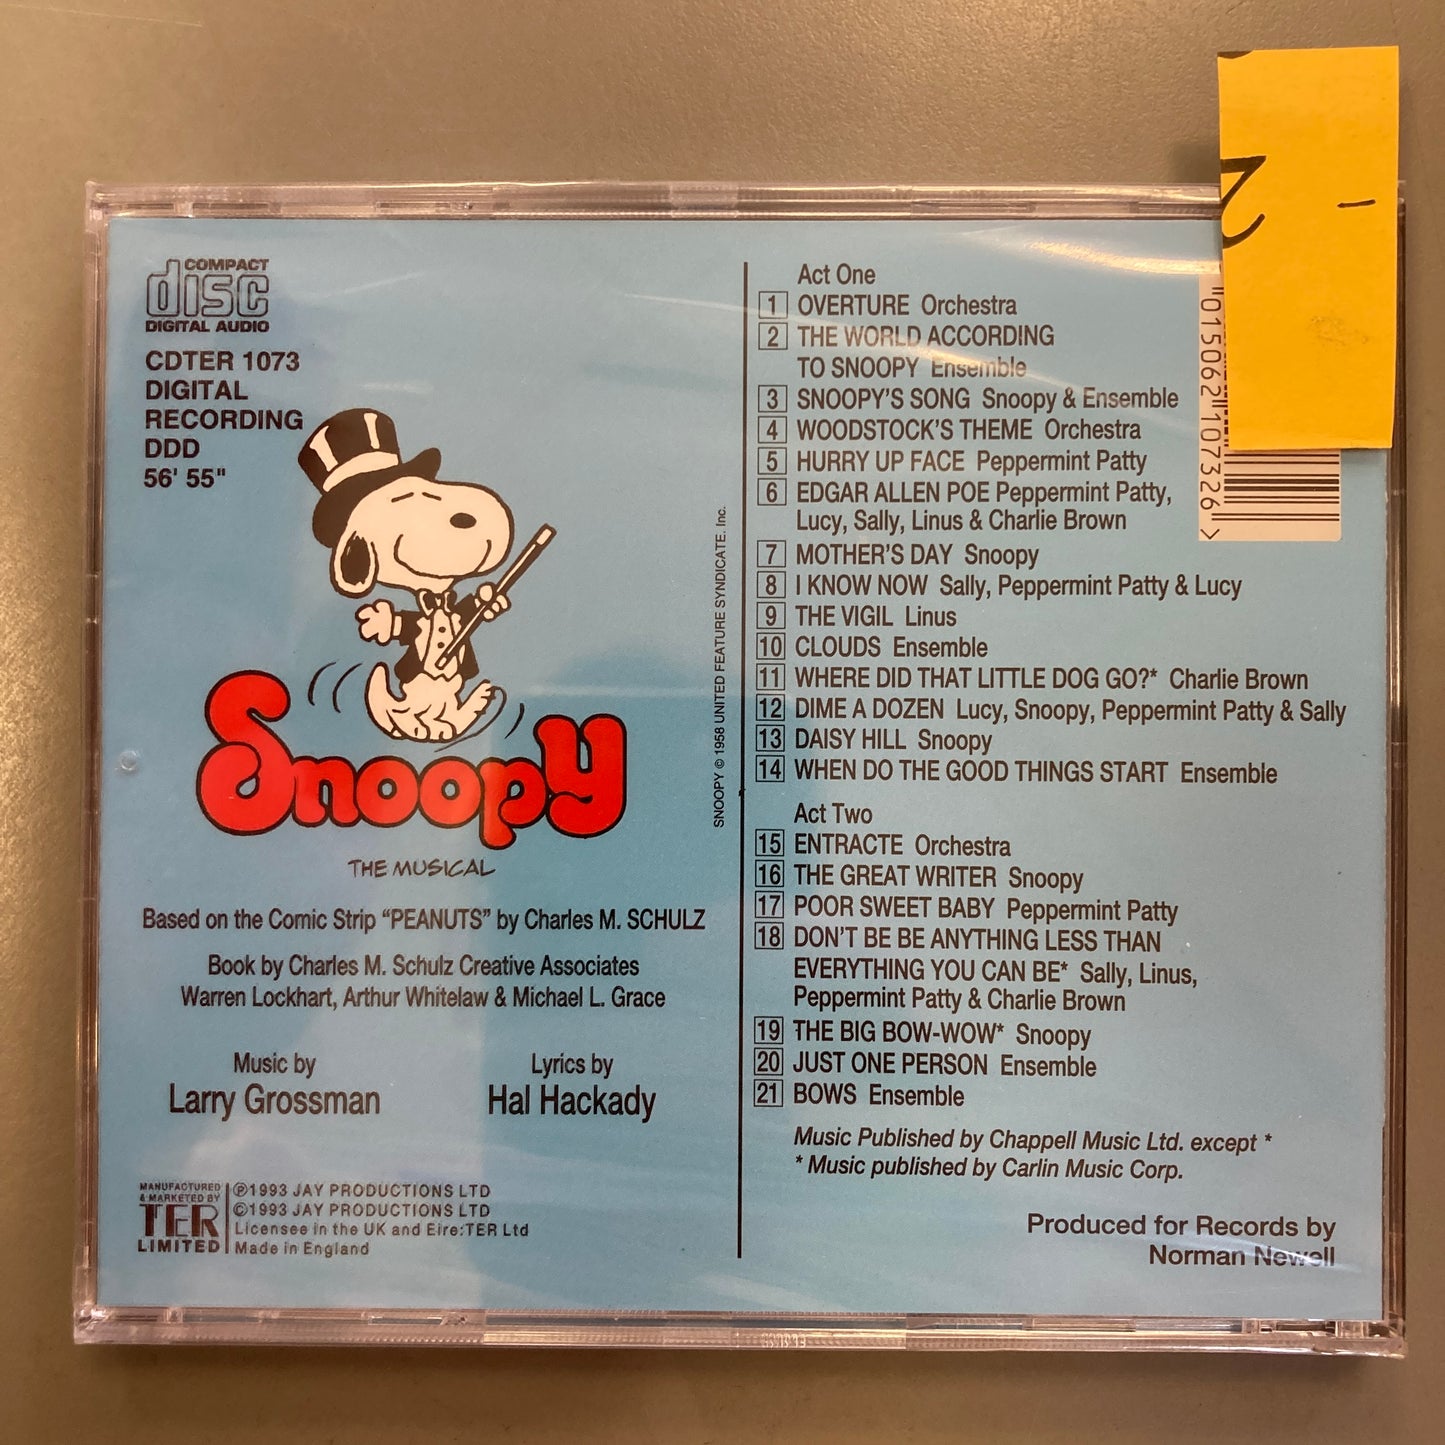 COMPACT
disc
DIGITAL AUDIO
CDTER 1073
DIGITAL
RECORDING
DDD
56' 55"
Snoopy
THE MUSICAL
Based on the Comic Strip “PEANUTS” by Charles M. SCHULZ
Book by Charles M. Schulz Creative Associates
Warren Lockhart, Arthur Whitelaw & Michael L. Grace
Music by
Larry Grossman
Lyrics by
Hal Hackady
MANUFACTURED
& MARKETED BY
TER
LIMITED
℗1993 JAY PRODUCTIONS LTD
©1993 JAY PRODUCTIONS LTD
Licensee in the UK and Eire:TER Ltd
Made in England
SNOOPY © 1958 UNITED FEATURE SYNDICATE. Inc.
Act One
1 OVERTURE Orchestra
2 THE WORLD ACCORDING
TO SNOOPY Ensemble
3 SNOOPY'S SONG Snoopy & Ensemble
4 WOODSTOCK'S THEME Orchestra
5 HURRY UP FACE Peppermint Patty
6 EDGAR ALLEN POE Peppermint Patty,
Lucy, Sally, Linus & Charlie Brown
7 MOTHER'S DAY Snoopy
8 I KNOW NOW Sally, Peppermint Patty & Lucy
9 THE VIGIL Linus
10 CLOUDS Ensemble
11 WHERE DID THAT LITTLE DOG GO?* Charlie Brown
12 DIME A DOZEN Lucy, Snoopy, Peppermint Patty & Sally
13 DAISY HILL Snoopy
14 WHEN DO THE GOOD THINGS START Ensemble
Act Two
15 ENTRACTE Orchestra
16 THE GREAT WRITER Snoopy
17 POOR SWEET BABY Peppermint Patty
18 DON'T BE BE ANYTHING LESS THAN
EVERYTHING YOU CAN BE* Sally, Linus,
Peppermint Patty & Charlie Brown
19 THE BIG BOW-WOW* Snoopy
20 JUST ONE PERSON Ensemble
21 BOWS Ensemble
Music Published by Chappell Music Ltd. except *
* Music published by Carlin Music Corp.
Produced for Records by
Norman Newell
015062 107326 >